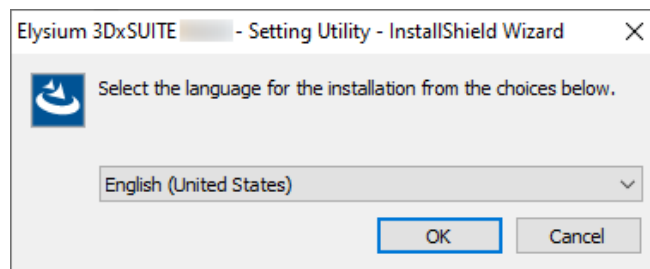 Elysium 3DxSUITE - Setting Utility - InstallShield Wizard
Select the language for the installation from the choices below.
English (United States)
OK Cancel